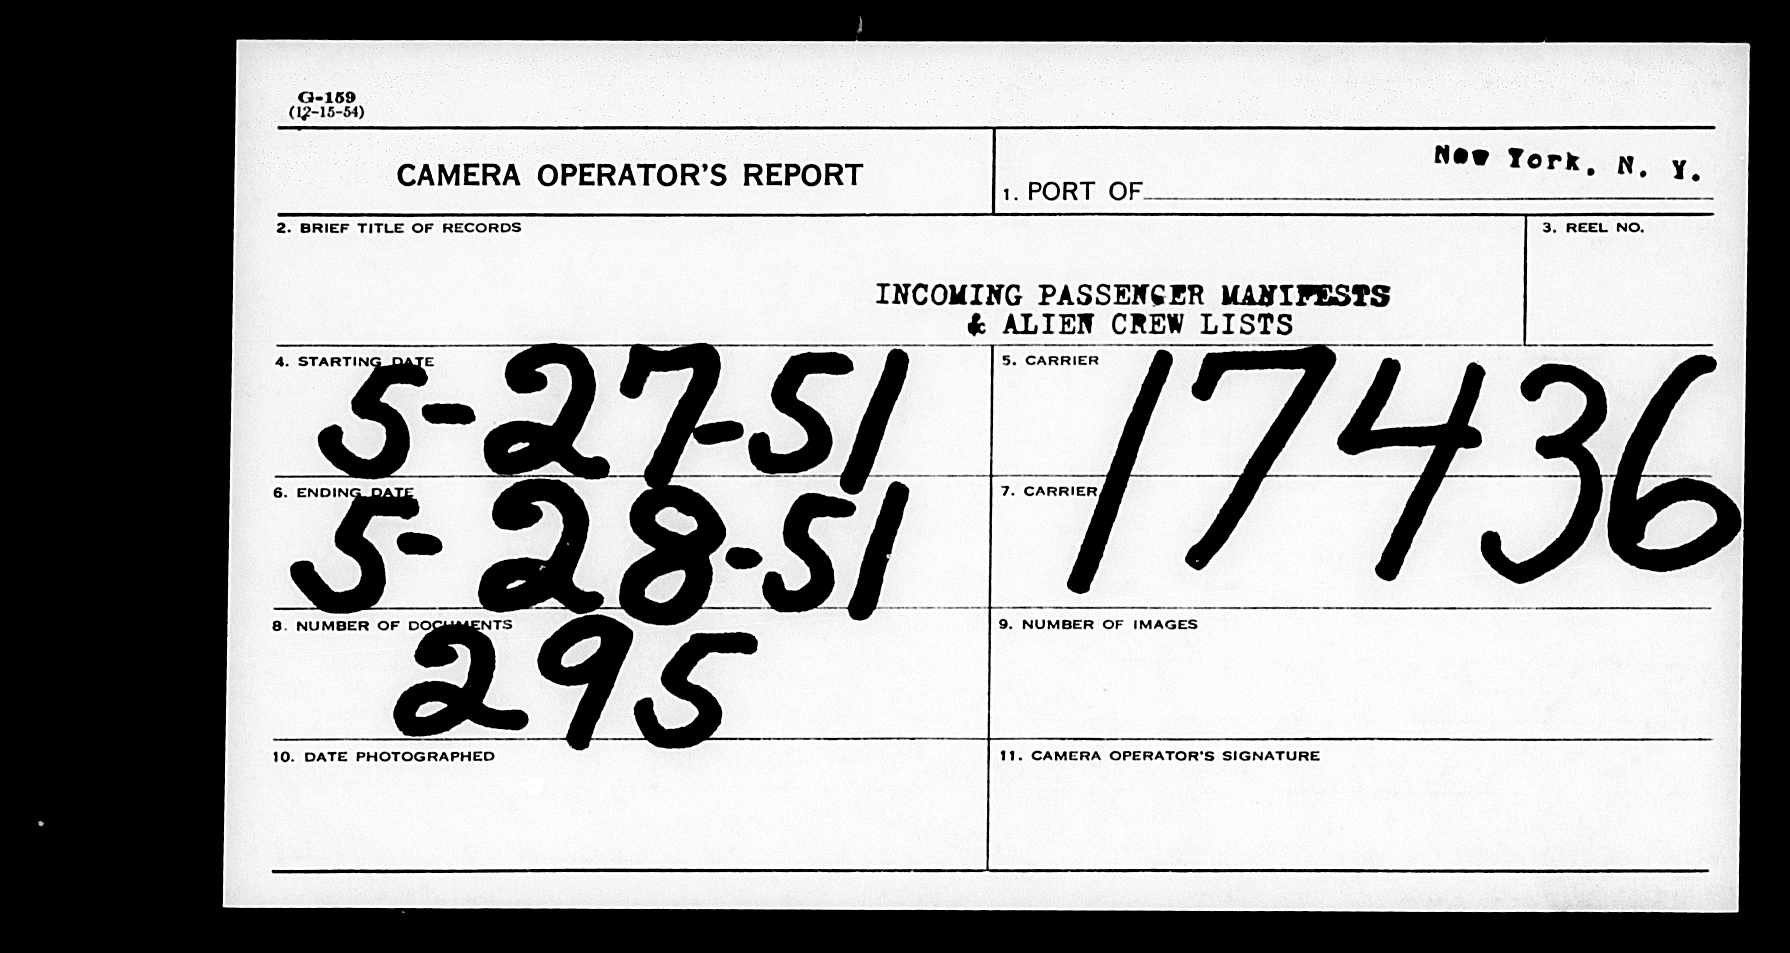 G-159
(12-15-54)
CAMERA OPERATOR'S REPORT
1. PORT OF New York, N. Y.
2. BRIEF TITLE OF RECORDS
3. REEL NO.
INCOMING PASSENGER MANIFESTS
& ALIEN CREW LISTS
4. STARTING DATE
5-27-51
5. CARRIER
17436
6. ENDING DATE
5-28-51
7. CARRIER
8. NUMBER OF DOCUMENTS
295
9. NUMBER OF IMAGES
10. DATE PHOTOGRAPHED
11. CAMERA OPERATOR'S SIGNATURE